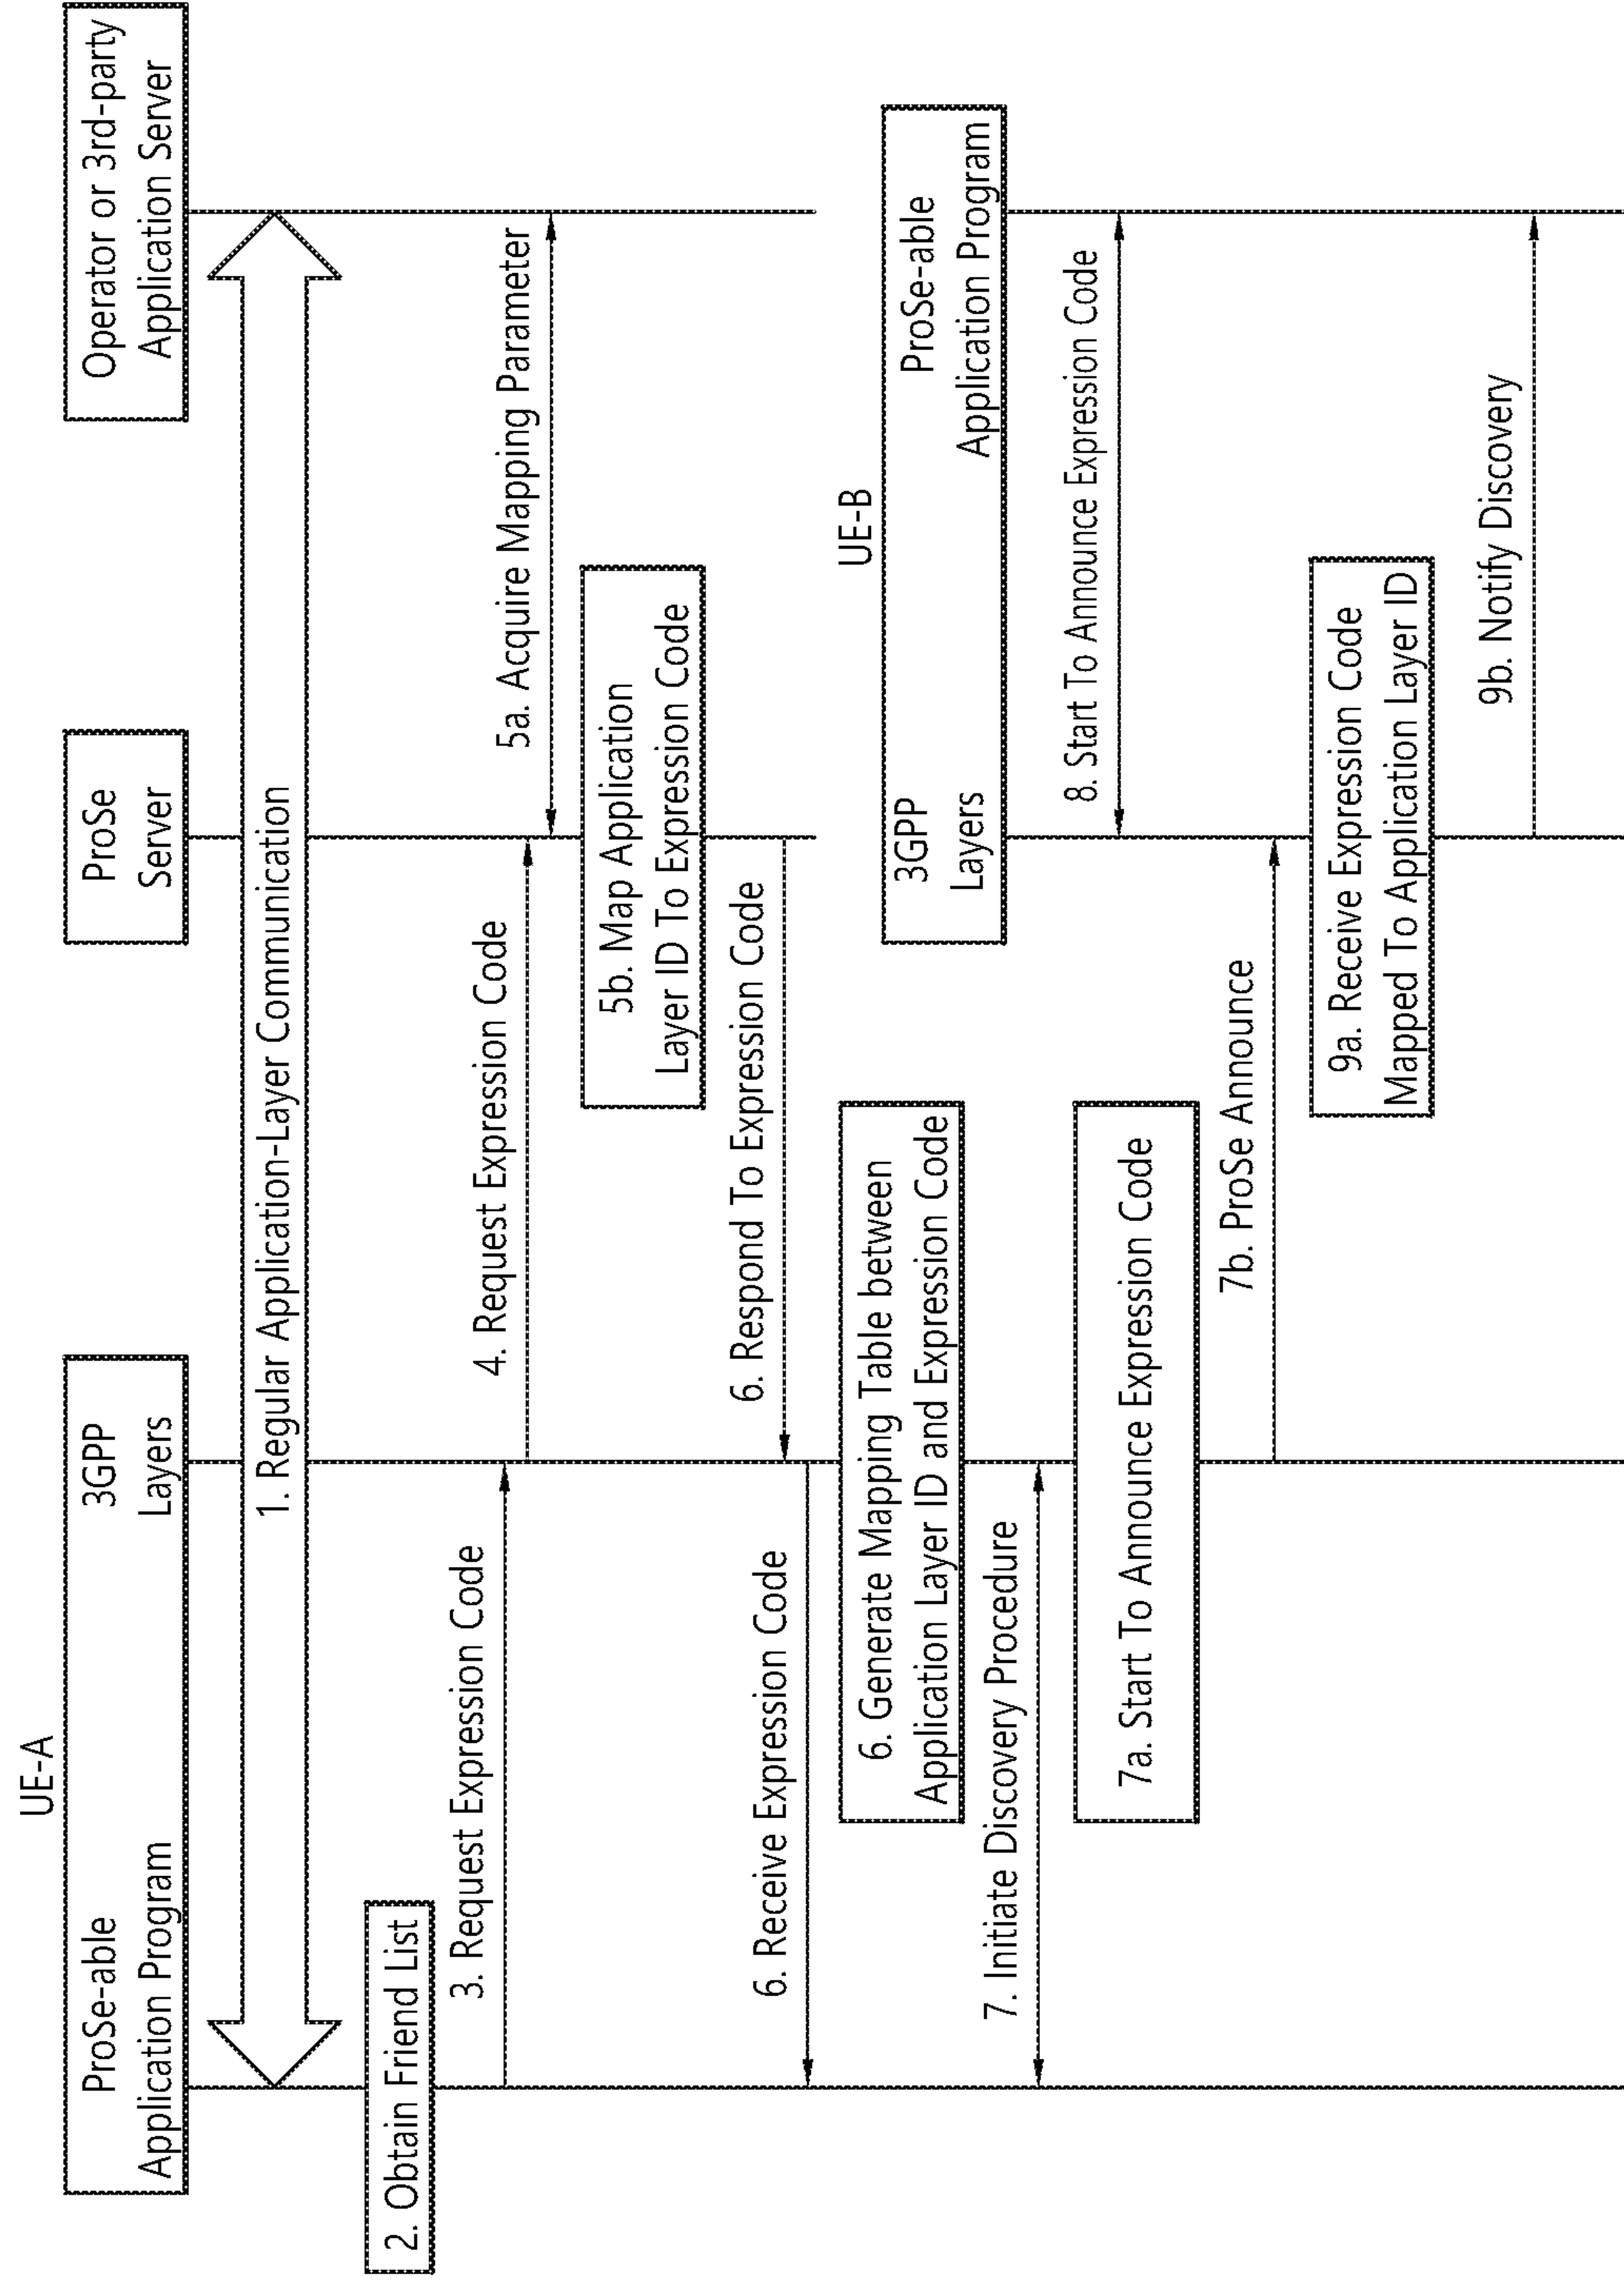 UE-A
ProSe-able
Application Program
3GPP
Layers
ProSe
Server
Operator or 3rd-party
Application Server
1. Regular Application-Layer Communication
2. Obtain Friend List
3. Request Expression Code
4. Request Expression Code
5a. Acquire Mapping Parameter
5b. Map Application
Layer ID To Expression Code
6. Respond To Expression Code
6. Receive Expression Code
6. Generate Mapping Table between
Application Layer ID and Expression Code
UE-B
3GPP
Layers
ProSe-able
Application Program
7. Initiate Discovery Procedure
7a. Start To Announce Expression Code
8. Start To Announce Expression Code
7b. ProSe Announce
9a. Receive Expression Code
Mapped To Application Layer ID
9b. Notify Discovery